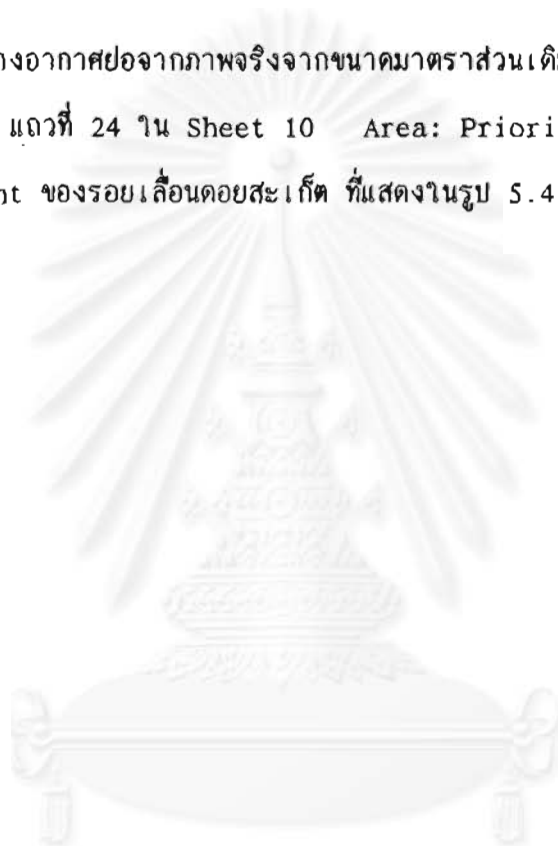 างอากาศย่อจากภาพจริงจากขนาดมาตราส่วนเดิม
แถวที่ 24 ใน Sheet 10 Area: Priori
nt ของรอยเลื่อนดอยสะเก็ต ที่แสดงในรูป 5.4